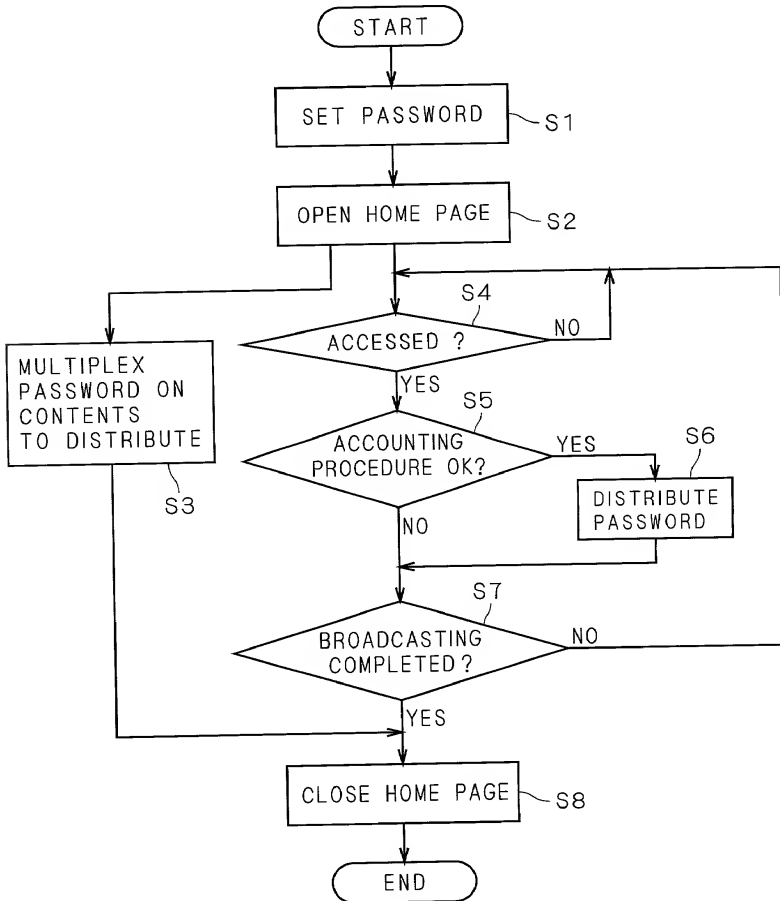 START
SET PASSWORD
S1
OPEN HOME PAGE
S2
S4
ACCESSED ?
NO
YES
MULTIPLEX
PASSWORD ON
CONTENTS
TO DISTRIBUTE
S3
S5
ACCOUNTING
PROCEDURE OK?
YES
NO
S6
DISTRIBUTE
PASSWORD
S7
BROADCASTING
COMPLETED?
NO
YES
CLOSE HOME PAGE
S8
END